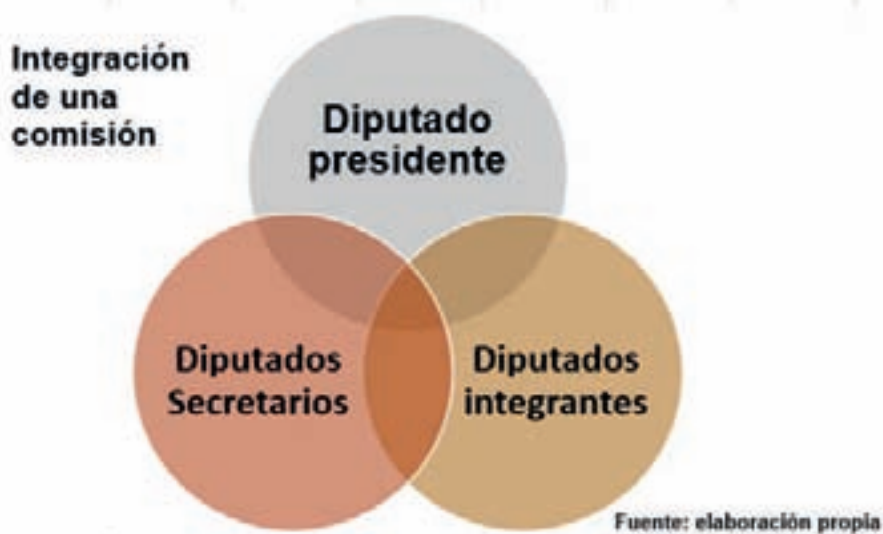 Integración
de una
comisión
Diputado
presidente
Diputados
Secretarios
Diputados
integrantes
Fuente: elaboración propia